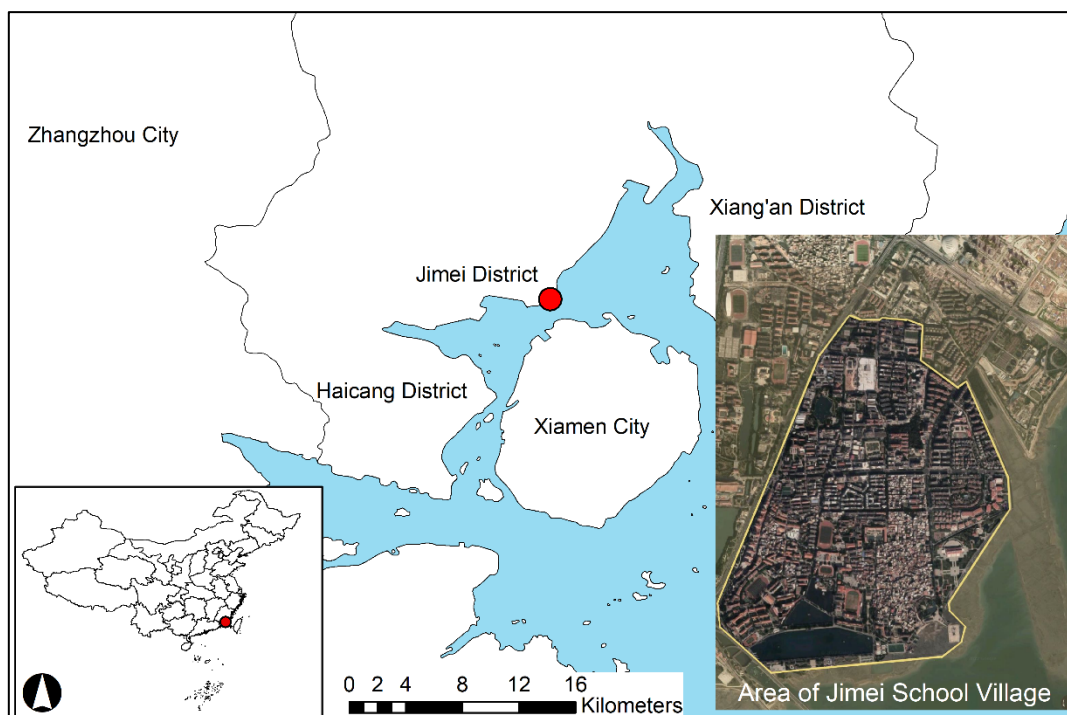 Zhangzhou City
Xiang'an District
Jimei District
Haicang District
Xiamen City
0 2 4 8 12 16
Kilometers
Area of Jimei School Village